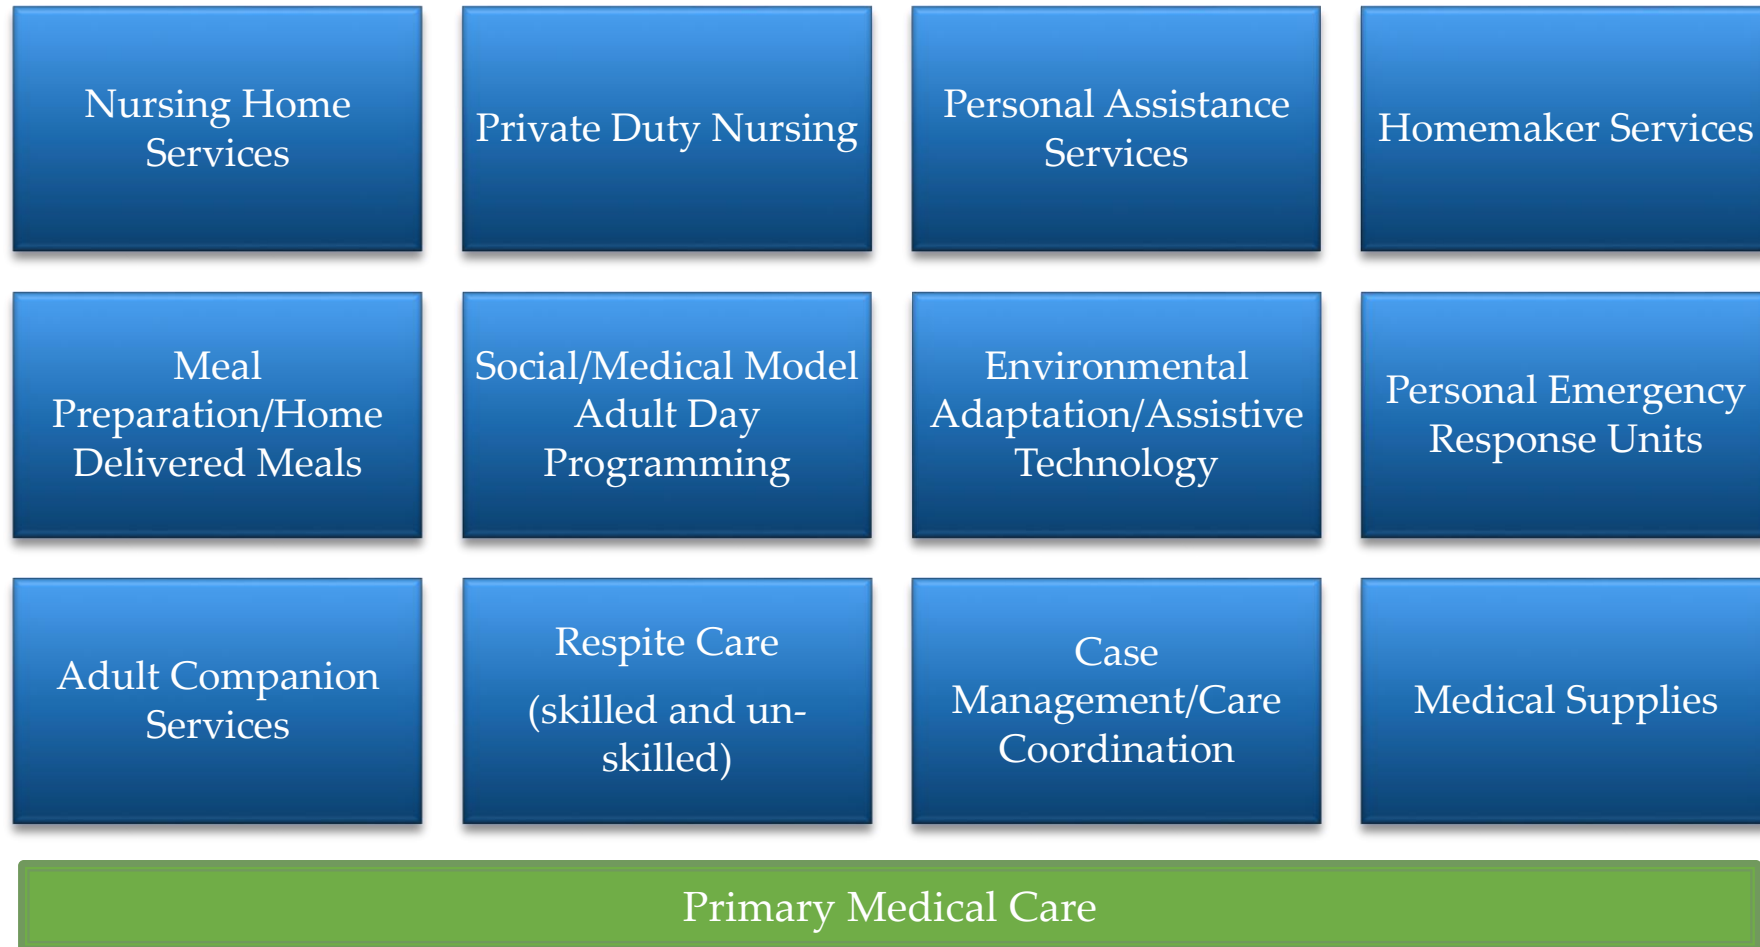 Nursing Home
Services
Private Duty Nursing
Personal Assistance
Services
Homemaker Services
Meal
Preparation/Home
Delivered Meals
Social/Medical Model
Adult Day
Programming
Environmental
Adaptation/Assistive
Technology
Personal Emergency
Response Units
Adult Companion
Services
Respite Care
(skilled and un-
skilled)
Case
Management/Care
Coordination
Medical Supplies
Primary Medical Care